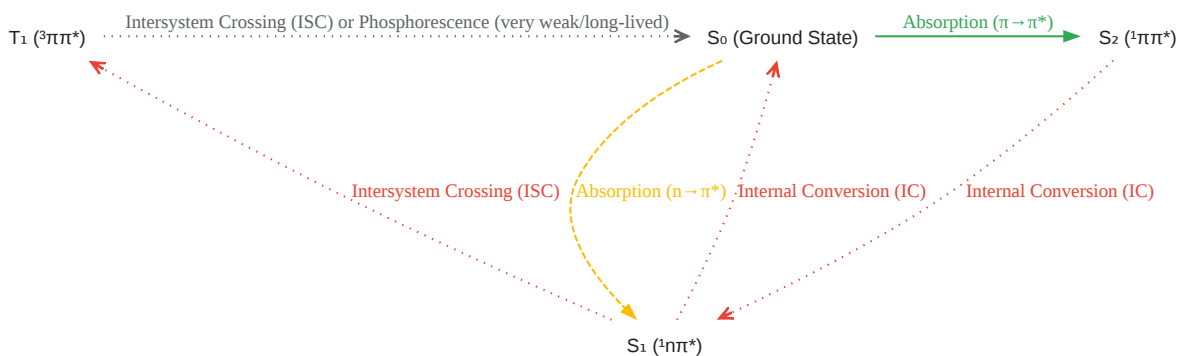 Intersystem Crossing (ISC) or Phosphorescence (very weak/long-lived)
Absorption (π→π*)
T₁ (³ππ*)
S₀ (Ground State)
S₂ (¹ππ*)
Intersystem Crossing (ISC)
Absorption (n→π*)
Internal Conversion (IC)
Internal Conversion (IC)
S₁ (¹nπ*)